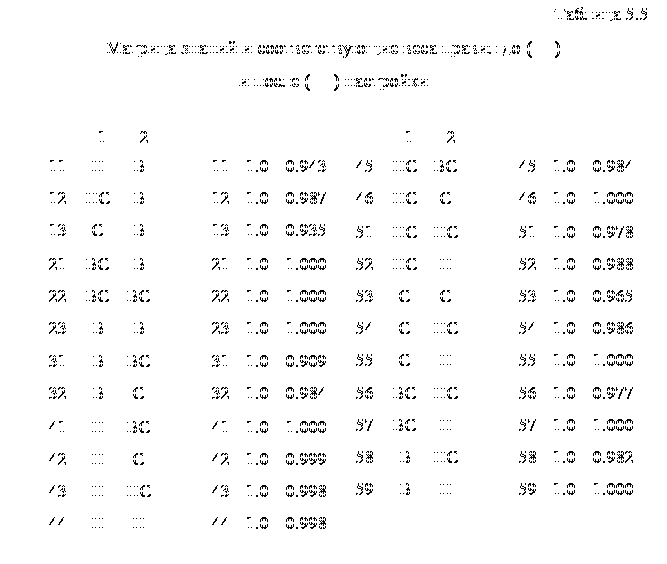 Таблица 5.5
Матрица знаний и соответствующие веса правил до ( )
и после ( ) настройки
1 2 1 2
11 Н В 11 1.0 0.943 45 НС ВС 45 1.0 0.984
12 НС В 12 1.0 0.987 46 НС С 46 1.0 1.000
13 С В 13 1.0 0.935 51 НС НС 51 1.0 0.978
21 ВС В 21 1.0 1.000 52 НС Н 52 1.0 0.988
22 ВС ВС 22 1.0 1.000 53 С С 53 1.0 0.965
23 В В 23 1.0 1.000 54 С НС 54 1.0 0.986
31 В ВС 31 1.0 0.909 55 С Н 55 1.0 1.000
32 В С 32 1.0 0.984 56 ВС НС 56 1.0 0.977
41 Н ВС 41 1.0 1.000 57 ВС Н 57 1.0 1.000
42 Н С 42 1.0 0.999 58 В НС 58 1.0 0.982
43 Н НС 43 1.0 0.998 59 В Н 59 1.0 1.000
44 Н Н 44 1.0 0.998